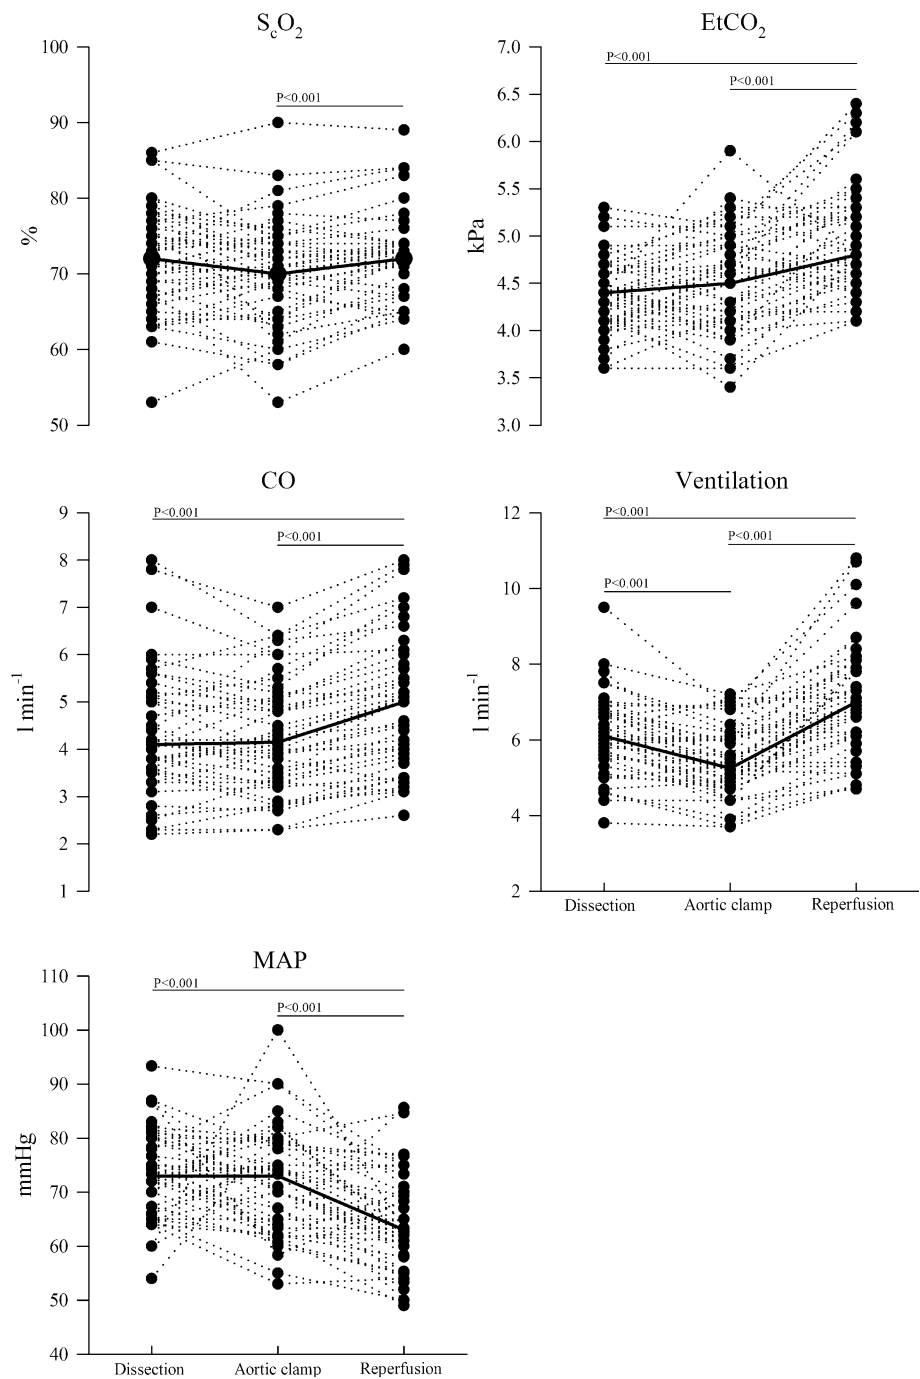 ScO2
100
90
80
70
60
50
%
P<0.001
EtCO2
7.0
6.5
6.0
5.5
5.0
4.5
4.0
3.5
3.0
kPa
P<0.001
P<0.001
CO
9
8
7
6
5
4
3
2
1
l min-1
P<0.001
P<0.001
Ventilation
12
10
8
6
4
2
l min-1
P<0.001
P<0.001
P<0.001
Dissection Aortic clamp Reperfusion
MAP
110
100
90
80
70
60
50
40
mmHg
P<0.001
P<0.001
Dissection Aortic clamp Reperfusion